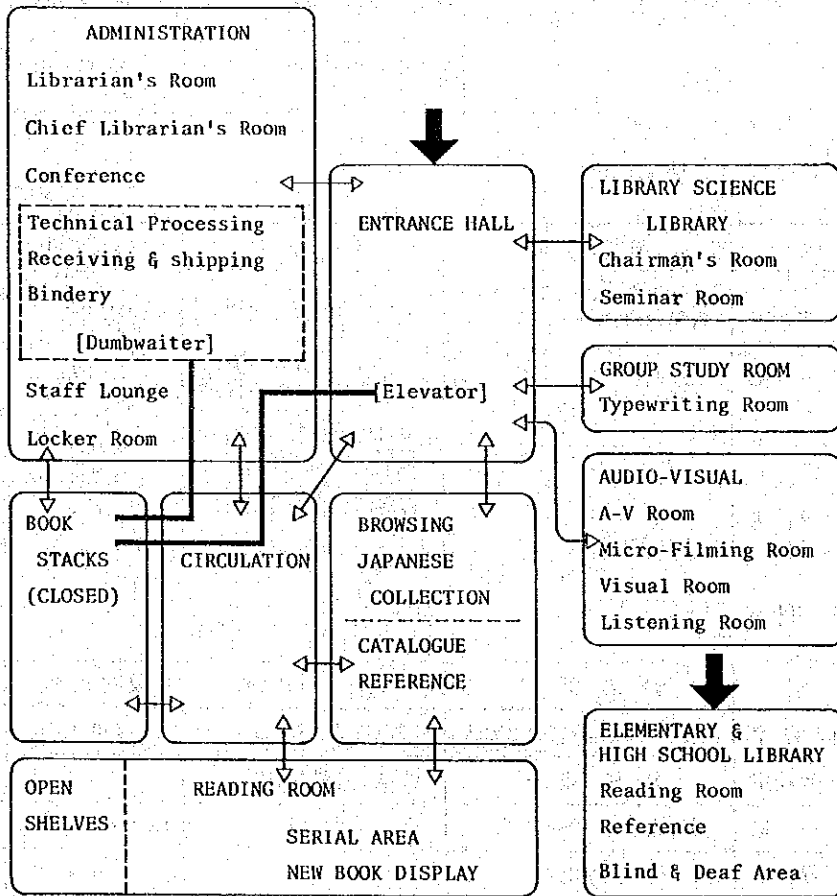 ADMINISTRATION
Librarian's Room
Chief Librarian's Room
Conference
Technical Processing
Receiving & shipping
Bindery
[Dumbwaiter]
Staff Lounge
Locker Room
ENTRANCE HALL
[Elevator]
LIBRARY SCIENCE
LIBRARY
Chairman's Room
Seminar Room
GROUP STUDY ROOM
Typewriting Room
AUDIO-VISUAL
A-V Room
Micro-Filming Room
Visual Room
Listening Room
BOOK
STACKS
(CLOSED)
CIRCULATION
BROWSING
JAPANESE
COLLECTION
CATALOGUE
REFERENCE
ELEMENTARY &
HIGH SCHOOL LIBRARY
Reading Room
Reference
Blind & Deaf Area
OPEN
SHELVES
READING ROOM
SERIAL AREA
NEW BOOK DISPLAY